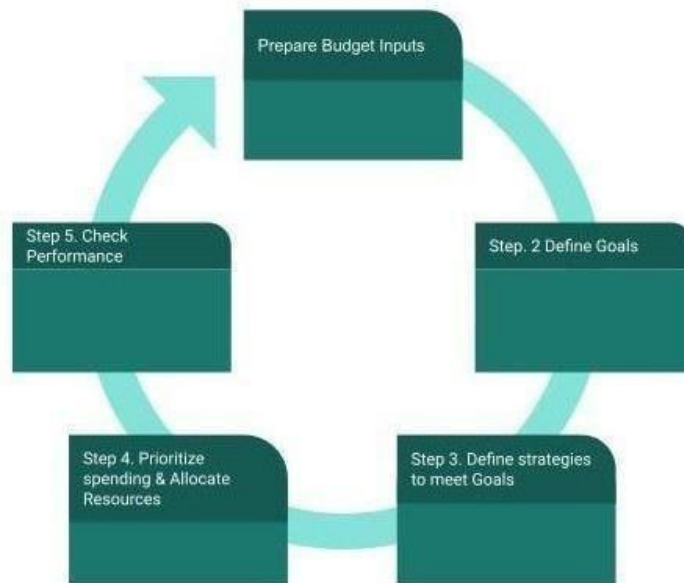 Prepare Budget Inputs
Step. 2 Define Goals
Step 3. Define strategies
to meet Goals
Step 4. Prioritize
spending & Allocate
Resources
Step 5. Check
Performance